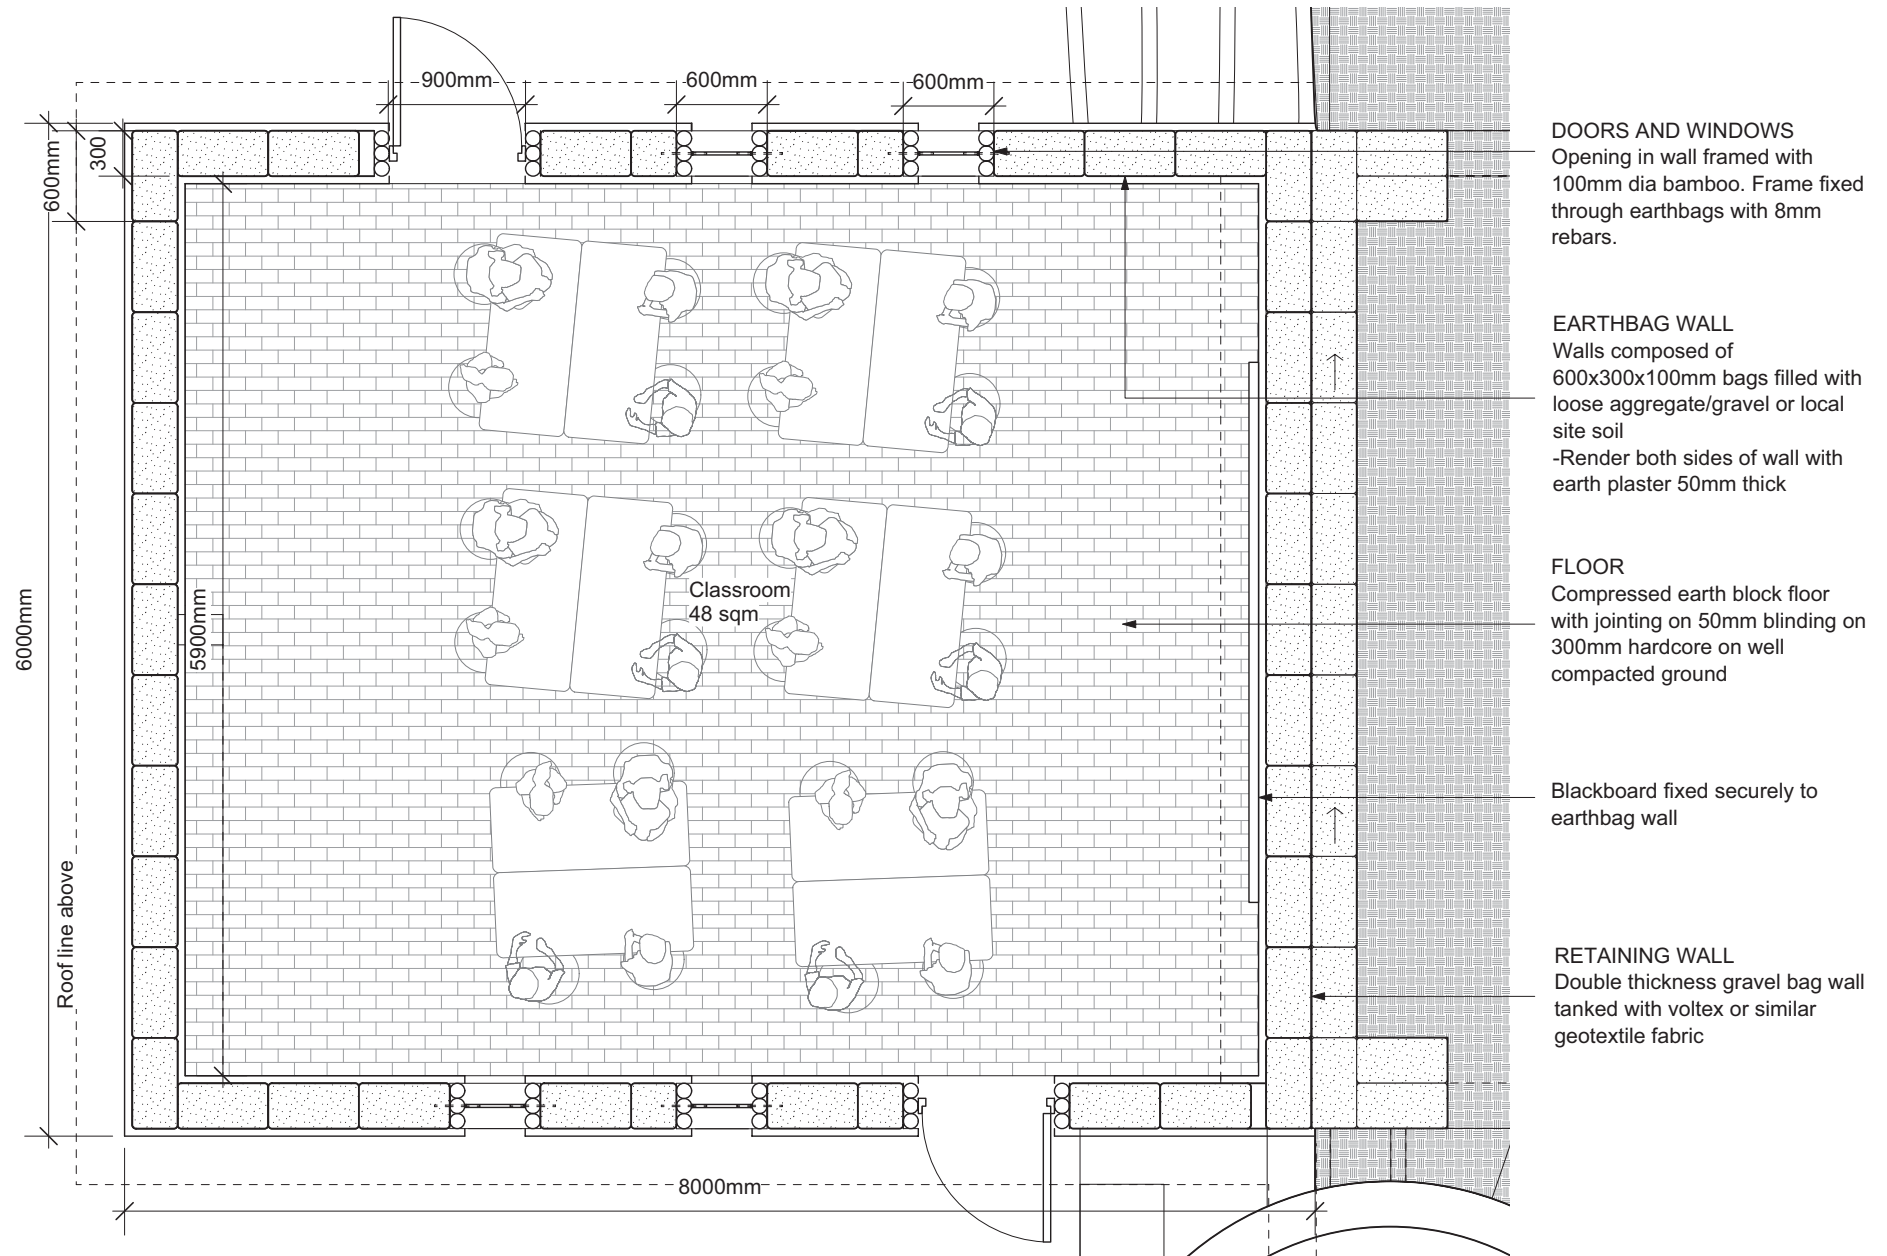 900mm
600mm
600mm
600mm
300
6000mm
5900mm
Roof line above
8000mm
Classroom
48 sqm
DOORS AND WINDOWS
Opening in wall framed with
100mm dia bamboo. Frame fixed
through earthbags with 8mm
rebars.
EARTHBAG WALL
Walls composed of
600x300x100mm bags filled with
loose aggregate/gravel or local
site soil
-Render both sides of wall with
earth plaster 50mm thick
FLOOR
Compressed earth block floor
with jointing on 50mm blinding on
300mm hardcore on well
compacted ground
Blackboard fixed securely to
earthbag wall
RETAINING WALL
Double thickness gravel bag wall
tanked with voltex or similar
geotextile fabric